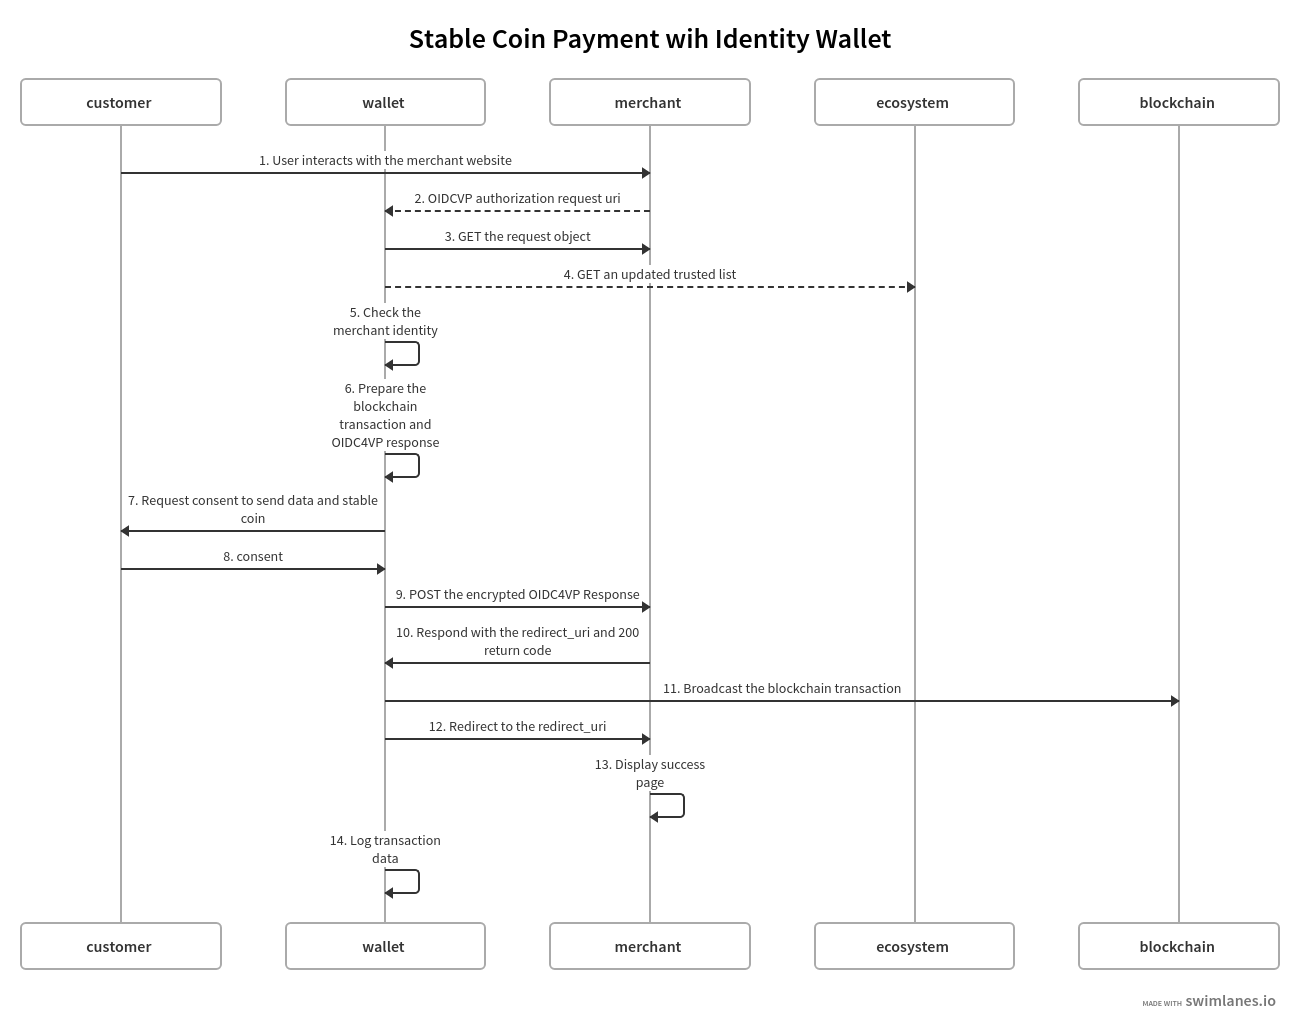 Stable Coin Payment wih Identity Wallet
customer
wallet
merchant
ecosystem
blockchain
1. User interacts with the merchant website
2. OIDCVP authorization request uri
3. GET the request object
4. GET an updated trusted list
5. Check the
merchant identity
6. Prepare the
blockchain
transaction and
OIDC4VP response
7. Request consent to send data and stable
coin
8. consent
9. POST the encrypted OIDC4VP Response
10. Respond with the redirect_uri and 200
return code
11. Broadcast the blockchain transaction
12. Redirect to the redirect_uri
13. Display success
page
14. Log transaction
data
customer
wallet
merchant
ecosystem
blockchain
MADE WITH swimlanes.io